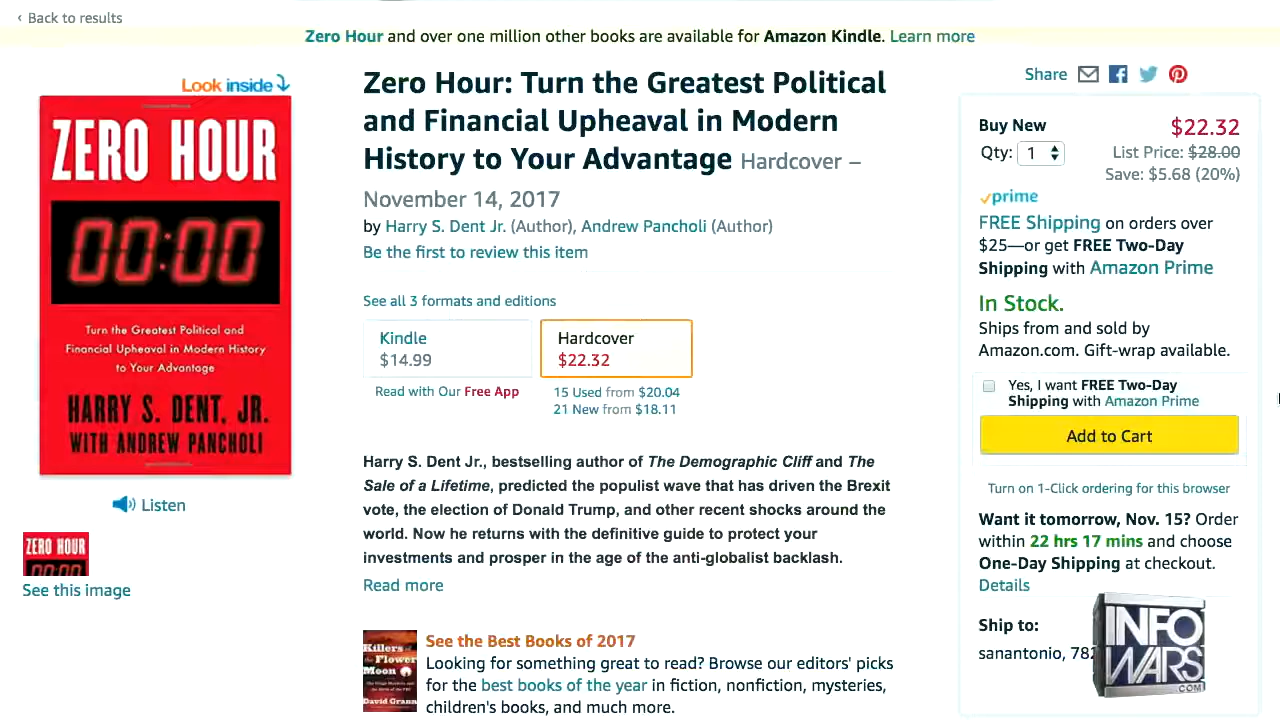 ‹ Back to results
Zero Hour and over one million other books are available for Amazon Kindle. Learn more
Look inside
ZERO HOUR
00:00
Turn the Greatest Political and
Financial Upheaval in Modern History
to Your Advantage
HARRY S. DENT, JR.
WITH ANDREW PANCHOLI
Listen
ZERO HOUR
00:00
See this image
Zero Hour: Turn the Greatest Political
and Financial Upheaval in Modern
History to Your Advantage Hardcover –
November 14, 2017
by Harry S. Dent Jr. (Author), Andrew Pancholi (Author)
Be the first to review this item
See all 3 formats and editions
Kindle
$14.99
Read with Our Free App
Hardcover
$22.32
15 Used from $20.04
21 New from $18.11
Harry S. Dent Jr., bestselling author of The Demographic Cliff and The
Sale of a Lifetime, predicted the populist wave that has driven the Brexit
vote, the election of Donald Trump, and other recent shocks around the
world. Now he returns with the definitive guide to protect your
investments and prosper in the age of the anti-globalist backlash.
Read more
Killers
of the Flower
Moon
David Grann
See the Best Books of 2017
Looking for something great to read? Browse our editors' picks
for the best books of the year in fiction, nonfiction, mysteries,
children's books, and much more.
Share
Buy New
$22.32
Qty: 1
List Price: $28.00
Save: $5.68 (20%)
prime
FREE Shipping on orders over
$25—or get FREE Two-Day
Shipping with Amazon Prime
In Stock.
Ships from and sold by
Amazon.com. Gift-wrap available.
Yes, I want FREE Two-Day
Shipping with Amazon Prime
Add to Cart
Turn on 1-Click ordering for this browser
Want it tomorrow, Nov. 15? Order
within 22 hrs 17 mins and choose
One-Day Shipping at checkout.
Details
Ship to:
sanantonio, 782
INFO
WARS
.COM